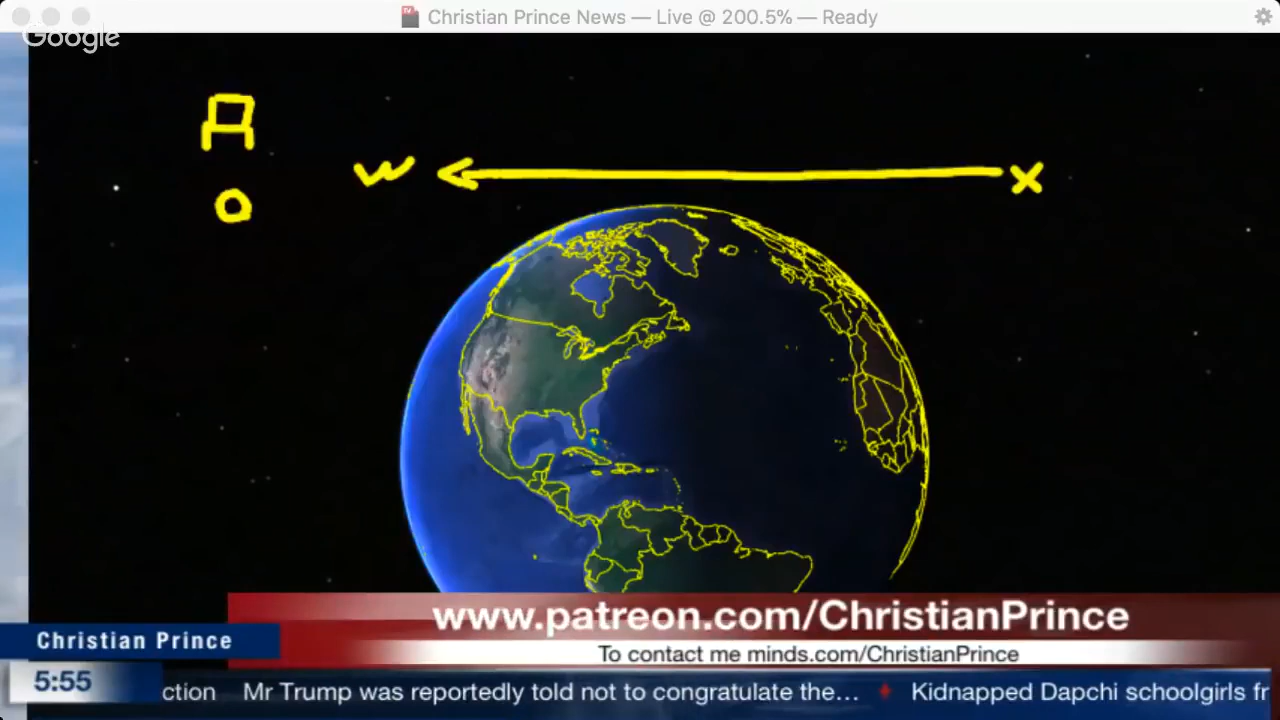 Christian Prince News — Live @ 200.5% — Ready
Google
W X
O
www.patreon.com/ChristianPrince
Christian Prince
To contact me minds.com/ChristianPrince
5:55 ction Mr Trump was reportedly told not to congratulate the... Kidnapped Dapchi schoolgirls fr